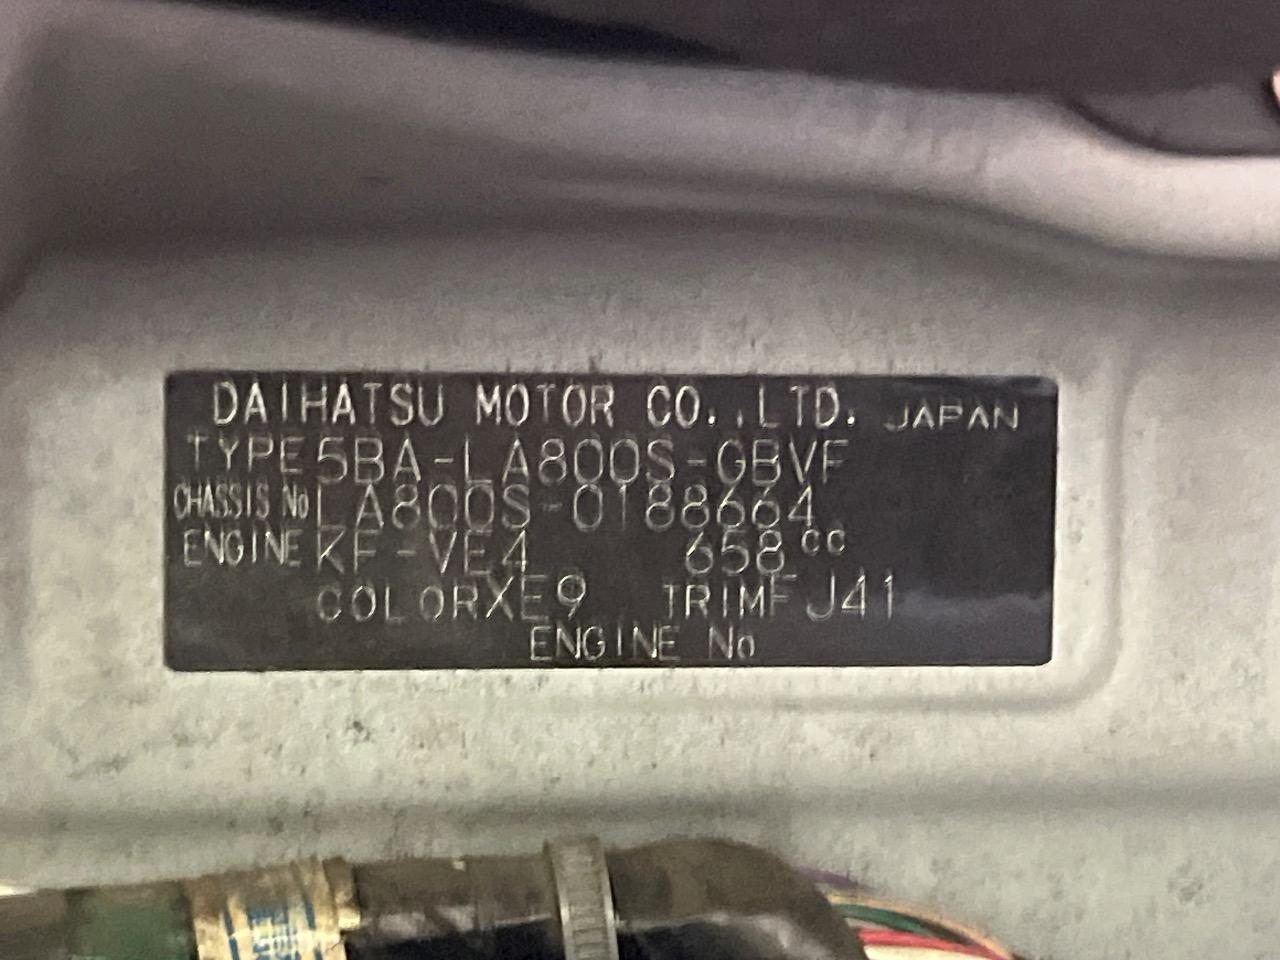 DAIHATSU MOTOR CO.,LTD. JAPAN
TYPE 5BA-LA800S-GBVF
CHASSIS No LA800S-0188664
ENGINE KF-VE4 658cc
COLOR XE9 TRIM FJ41
ENGINE No